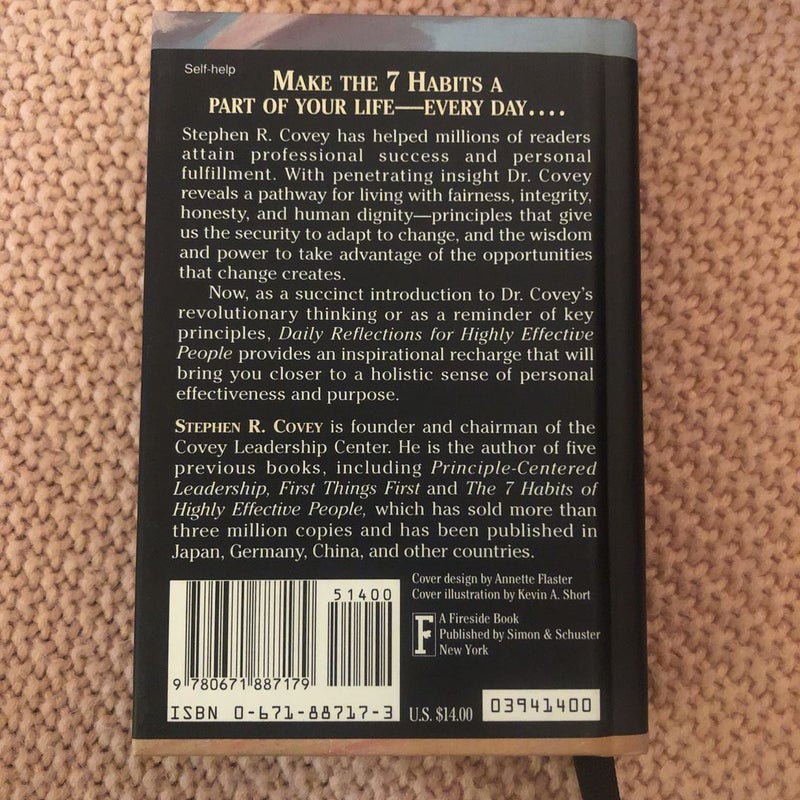 Self-help
MAKE THE 7 HABITS A
PART OF YOUR LIFE—EVERY DAY....
Stephen R. Covey has helped millions of readers
attain professional success and personal
fulfillment. With penetrating insight Dr. Covey
reveals a pathway for living with fairness, integrity,
honesty, and human dignity—principles that give
us the security to adapt to change, and the wisdom
and power to take advantage of the opportunities
that change creates.
Now, as a succinct introduction to Dr. Covey's
revolutionary thinking or as a reminder of key
principles, Daily Reflections for Highly Effective
People provides an inspirational recharge that will
bring you closer to a holistic sense of personal
effectiveness and purpose.
STEPHEN R. COVEY is founder and chairman of the
Covey Leadership Center. He is the author of five
previous books, including Principle-Centered
Leadership, First Things First and The 7 Habits of
Highly Effective People, which has sold more than
three million copies and has been published in
Japan, Germany, China, and other countries.
51400
9 780671 887179
ISBN 0-671-88717-3
Cover design by Annette Flaster
Cover illustration by Kevin A. Short
F
A Fireside Book
Published by Simon & Schuster
New York
U.S. $14.00
03941400